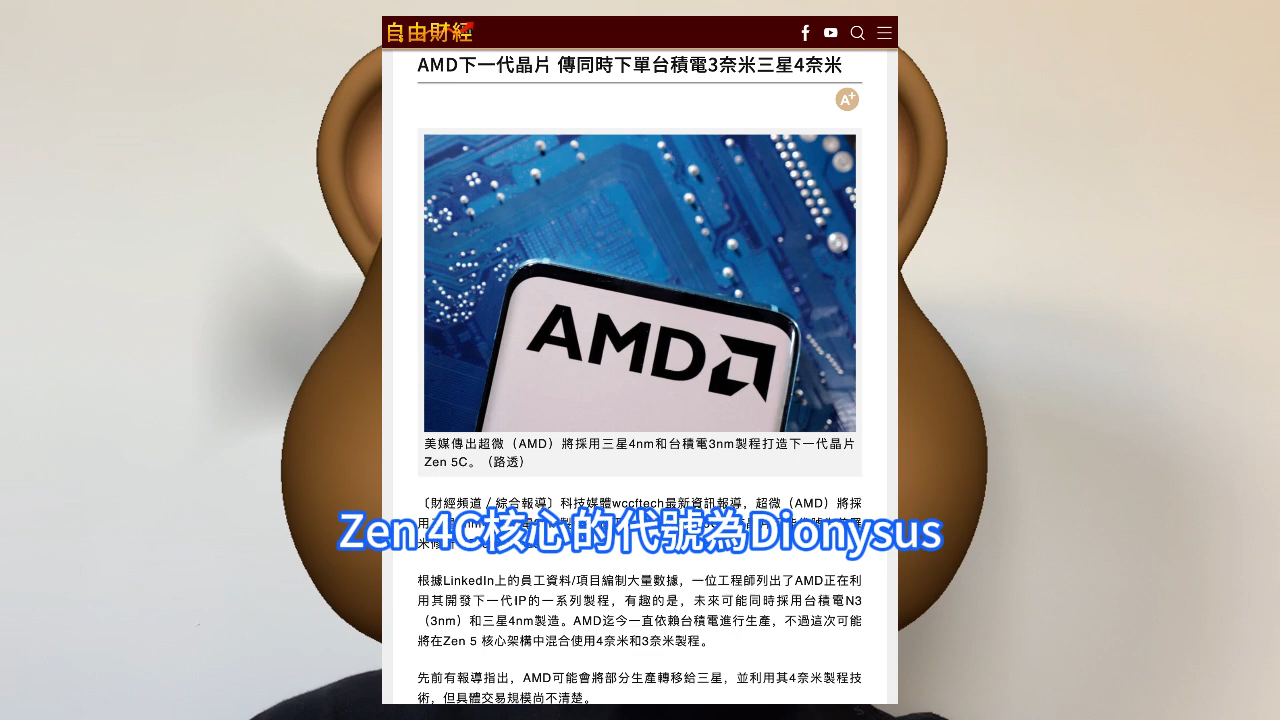 自由財經
AMD下一代晶片 傳同時下單台積電3奈米三星4奈米
A+
AMD
美媒傳出超微（AMD）將採用三星4nm和台積電3nm製程打造下一代晶片
Zen 5C。（路透）
〔財經頻道／綜合報導〕科技媒體wccftech最新資訊報導，超微（AMD）將採
Zen 4C核心的代號為Dionysus
根據LinkedIn上的員工資料/項目編制大量數據，一位工程師列出了AMD正在利
用其開發下一代IP的一系列製程，有趣的是，未來可能同時採用台積電N3
（3nm）和三星4nm製造。AMD迄今一直依賴台積電進行生產，不過這次可能
將在Zen 5 核心架構中混合使用4奈米和3奈米製程。
先前有報導指出，AMD可能會將部分生產轉移給三星，並利用其4奈米製程技
術，但具體交易規模尚不清楚。